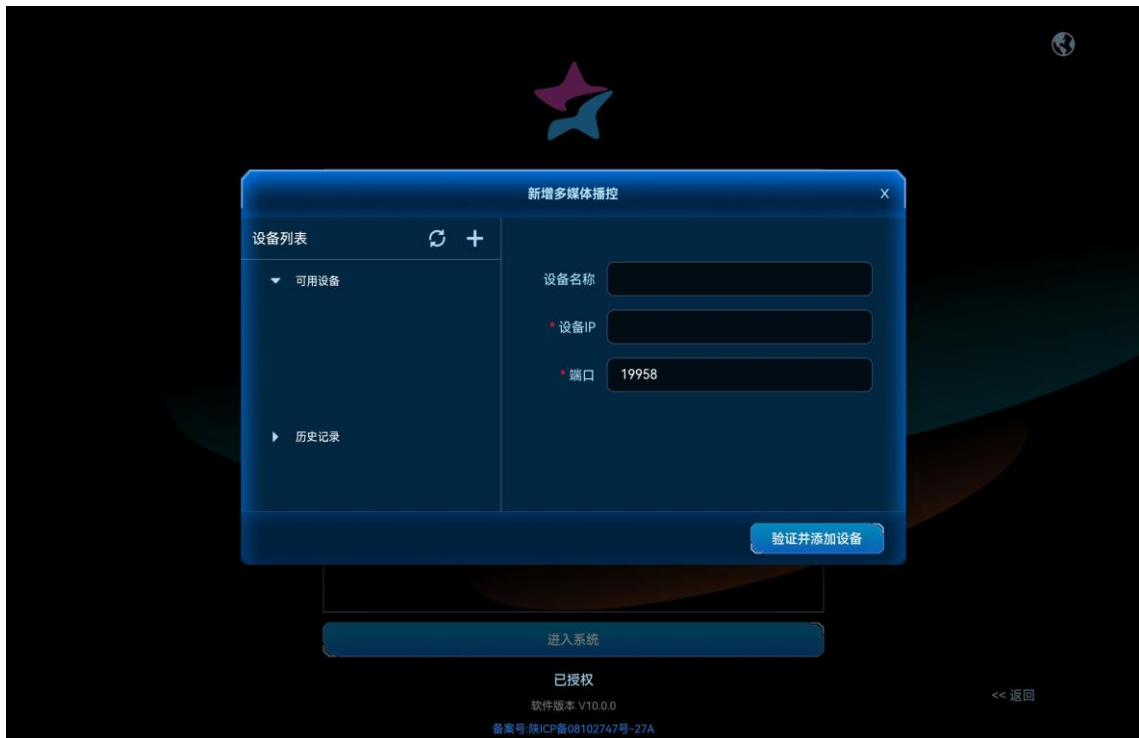 新增多媒体播控
X
设备列表
可用设备
历史记录
设备名称
* 设备IP
* 端口 19958
验证并添加设备
进入系统
已授权
软件版本 V10.0.0
<< 返回
备案号:陕ICP备08102747号-27A